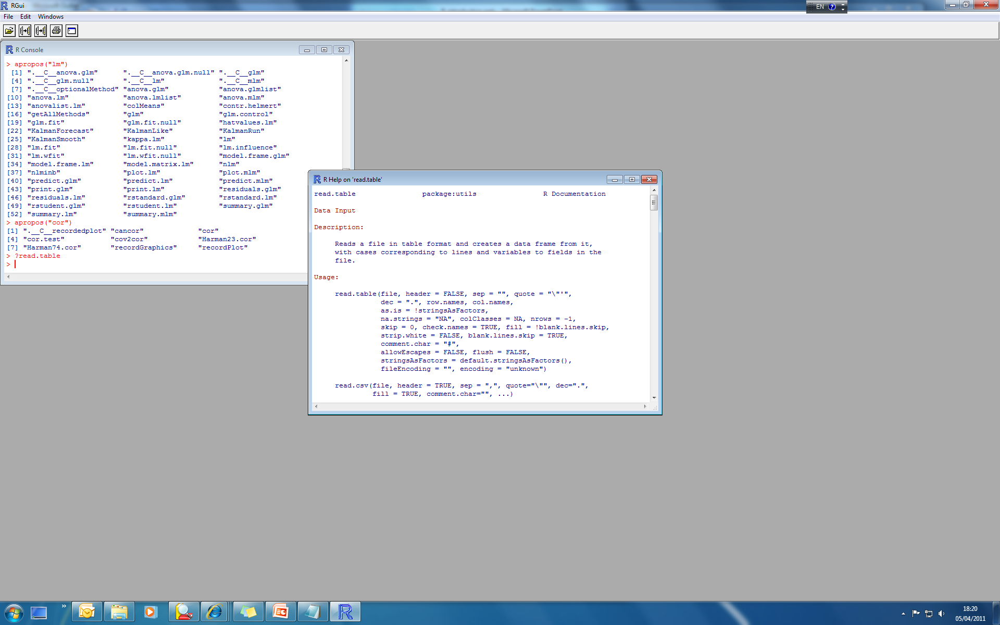 RGui
EN
File Edit Windows
R Console
> apropos("lm")
[1] ".__C__anova.glm" ".__C__anova.glm.null" ".__C__glm"
[4] ".__C__glm.null" ".__C__lm" ".__C__mlm"
[7] ".__C__optionalMethod" "anova.glm" "anova.glmlist"
[10] "anova.lm" "anova.lmlist" "anova.mlm"
[13] "anovalist.lm" "colMeans" "contr.helmert"
[16] "getAllMethods" "glm" "glm.control"
[19] "glm.fit" "glm.fit.null" "hatvalues.lm"
[22] "KalmanForecast" "KalmanLike" "KalmanRun"
[25] "KalmanSmooth" "kappa.lm" "lm"
[28] "lm.fit" "lm.fit.null" "lm.influence"
[31] "lm.wfit" "lm.wfit.null" "model.frame.glm"
[34] "model.frame.lm" "model.matrix.lm" "nlm"
[37] "nlminb" "plot.lm" "plot.mlm"
[40] "predict.glm" "predict.lm" "predict.mlm"
[43] "print.glm" "print.lm" "residuals.glm"
[46] "residuals.lm" "rstandard.glm" "rstandard.lm"
[49] "rstudent.glm" "rstudent.lm" "summary.glm"
[52] "summary.lm" "summary.mlm"
> apropos("cor")
[1] ".__C__recordedplot" "cancor" "cor"
[4] "cor.test" "cov2cor" "Harman23.cor"
[7] "Harman74.cor" "recordGraphics" "recordPlot"
> ?read.table
>
R Help on 'read.table'
read.table package:utils R Documentation
Data Input
Description:
Reads a file in table format and creates a data frame from it,
with cases corresponding to lines and variables to fields in the
file.
Usage:
read.table(file, header = FALSE, sep = "", quote = "\"'",
dec = ".", row.names, col.names,
as.is = !stringsAsFactors,
na.strings = "NA", colClasses = NA, nrows = -1,
skip = 0, check.names = TRUE, fill = !blank.lines.skip,
strip.white = FALSE, blank.lines.skip = TRUE,
comment.char = "#",
allowEscapes = FALSE, flush = FALSE,
stringsAsFactors = default.stringsAsFactors(),
fileEncoding = "", encoding = "unknown")
read.csv(file, header = TRUE, sep = ",", quote="\"", dec=".",
fill = TRUE, comment.char="", ...)
18:20
05/04/2011